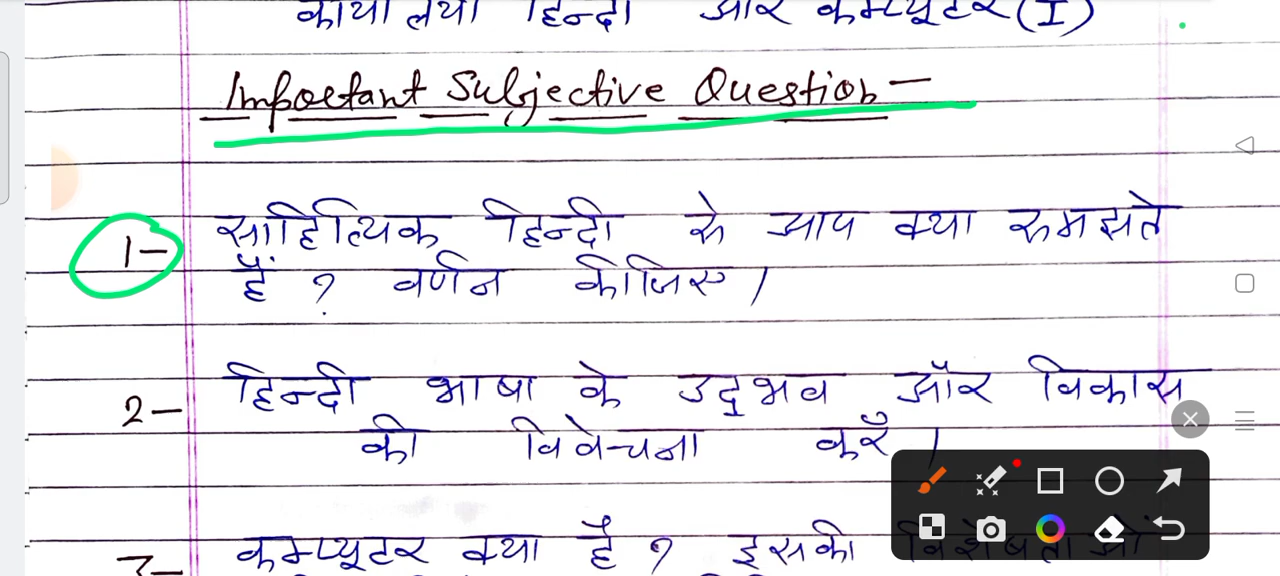 हिन्दी और कम्प्यूटर (I)
Important Subjective Question-
1- साहित्यिक हिन्दी से आप क्या समझते
हैं ? वर्णन कीजिए।
2- हिन्दी भाषा के उद्भव और विकास
की विवेचना करें।
3- कम्प्यूटर क्या है ? इसकी विशेषताओं